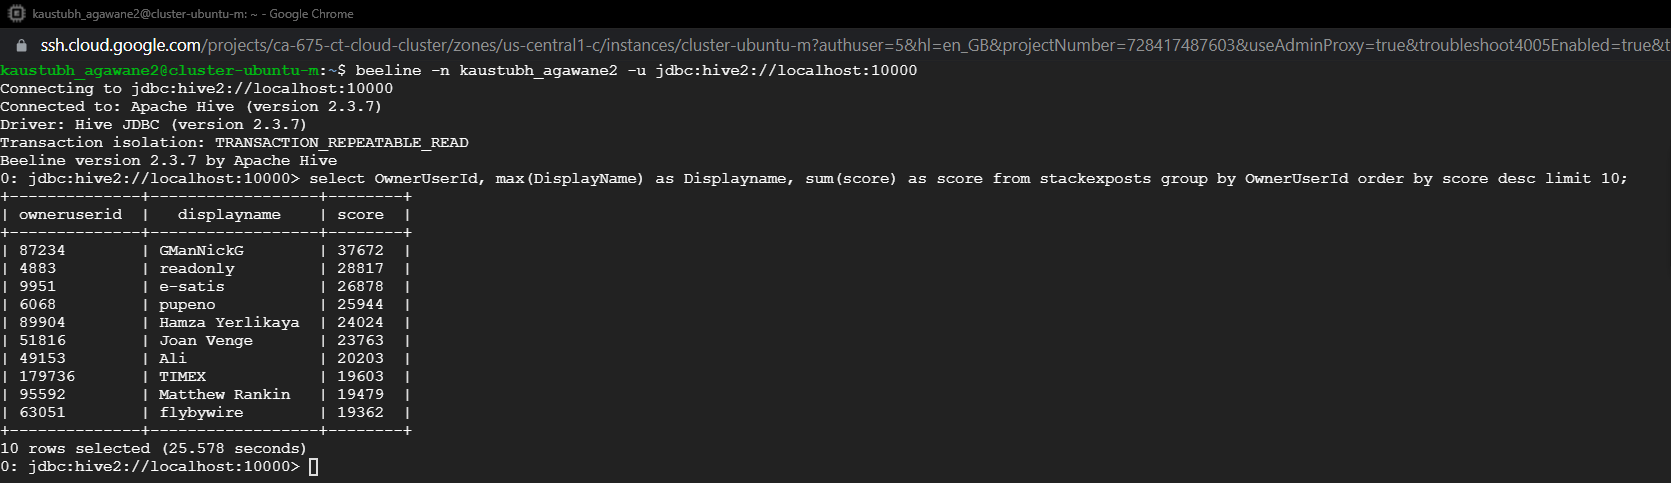 kaustubh_agawane2@cluster-ubuntu-m: ~ - Google Chrome
ssh.cloud.google.com/projects/ca-675-ct-cloud-cluster/zones/us-central1-c/instances/cluster-ubuntu-m?authuser=5&hl=en_GB&projectNumber=728417487603&useAdminProxy=true&troubleshoot4005Enabled=true&t
kaustubh_agawane2@cluster-ubuntu-m:~$ beeline -n kaustubh_agawane2 -u jdbc:hive2://localhost:10000
Connecting to jdbc:hive2://localhost:10000
Connected to: Apache Hive (version 2.3.7)
Driver: Hive JDBC (version 2.3.7)
Transaction isolation: TRANSACTION_REPEATABLE_READ
Beeline version 2.3.7 by Apache Hive
0: jdbc:hive2://localhost:10000> select OwnerUserId, max(DisplayName) as Displayname, sum(score) as score from stackexposts group by OwnerUserId order by score desc limit 10;
+--------------+------------------+--------+
| owneruserid  |   displayname    | score  |
+--------------+------------------+--------+
| 87234        | GManNickG        | 37672  |
| 4883         | readonly         | 28817  |
| 9951         | e-satis          | 26878  |
| 6068         | pupeno           | 25944  |
| 89904        | Hamza Yerlikaya  | 24024  |
| 51816        | Joan Venge       | 23763  |
| 49153        | Ali              | 20203  |
| 179736       | TIMEX            | 19603  |
| 95592        | Matthew Rankin   | 19479  |
| 63051        | flybywire        | 19362  |
+--------------+------------------+--------+
10 rows selected (25.578 seconds)
0: jdbc:hive2://localhost:10000>